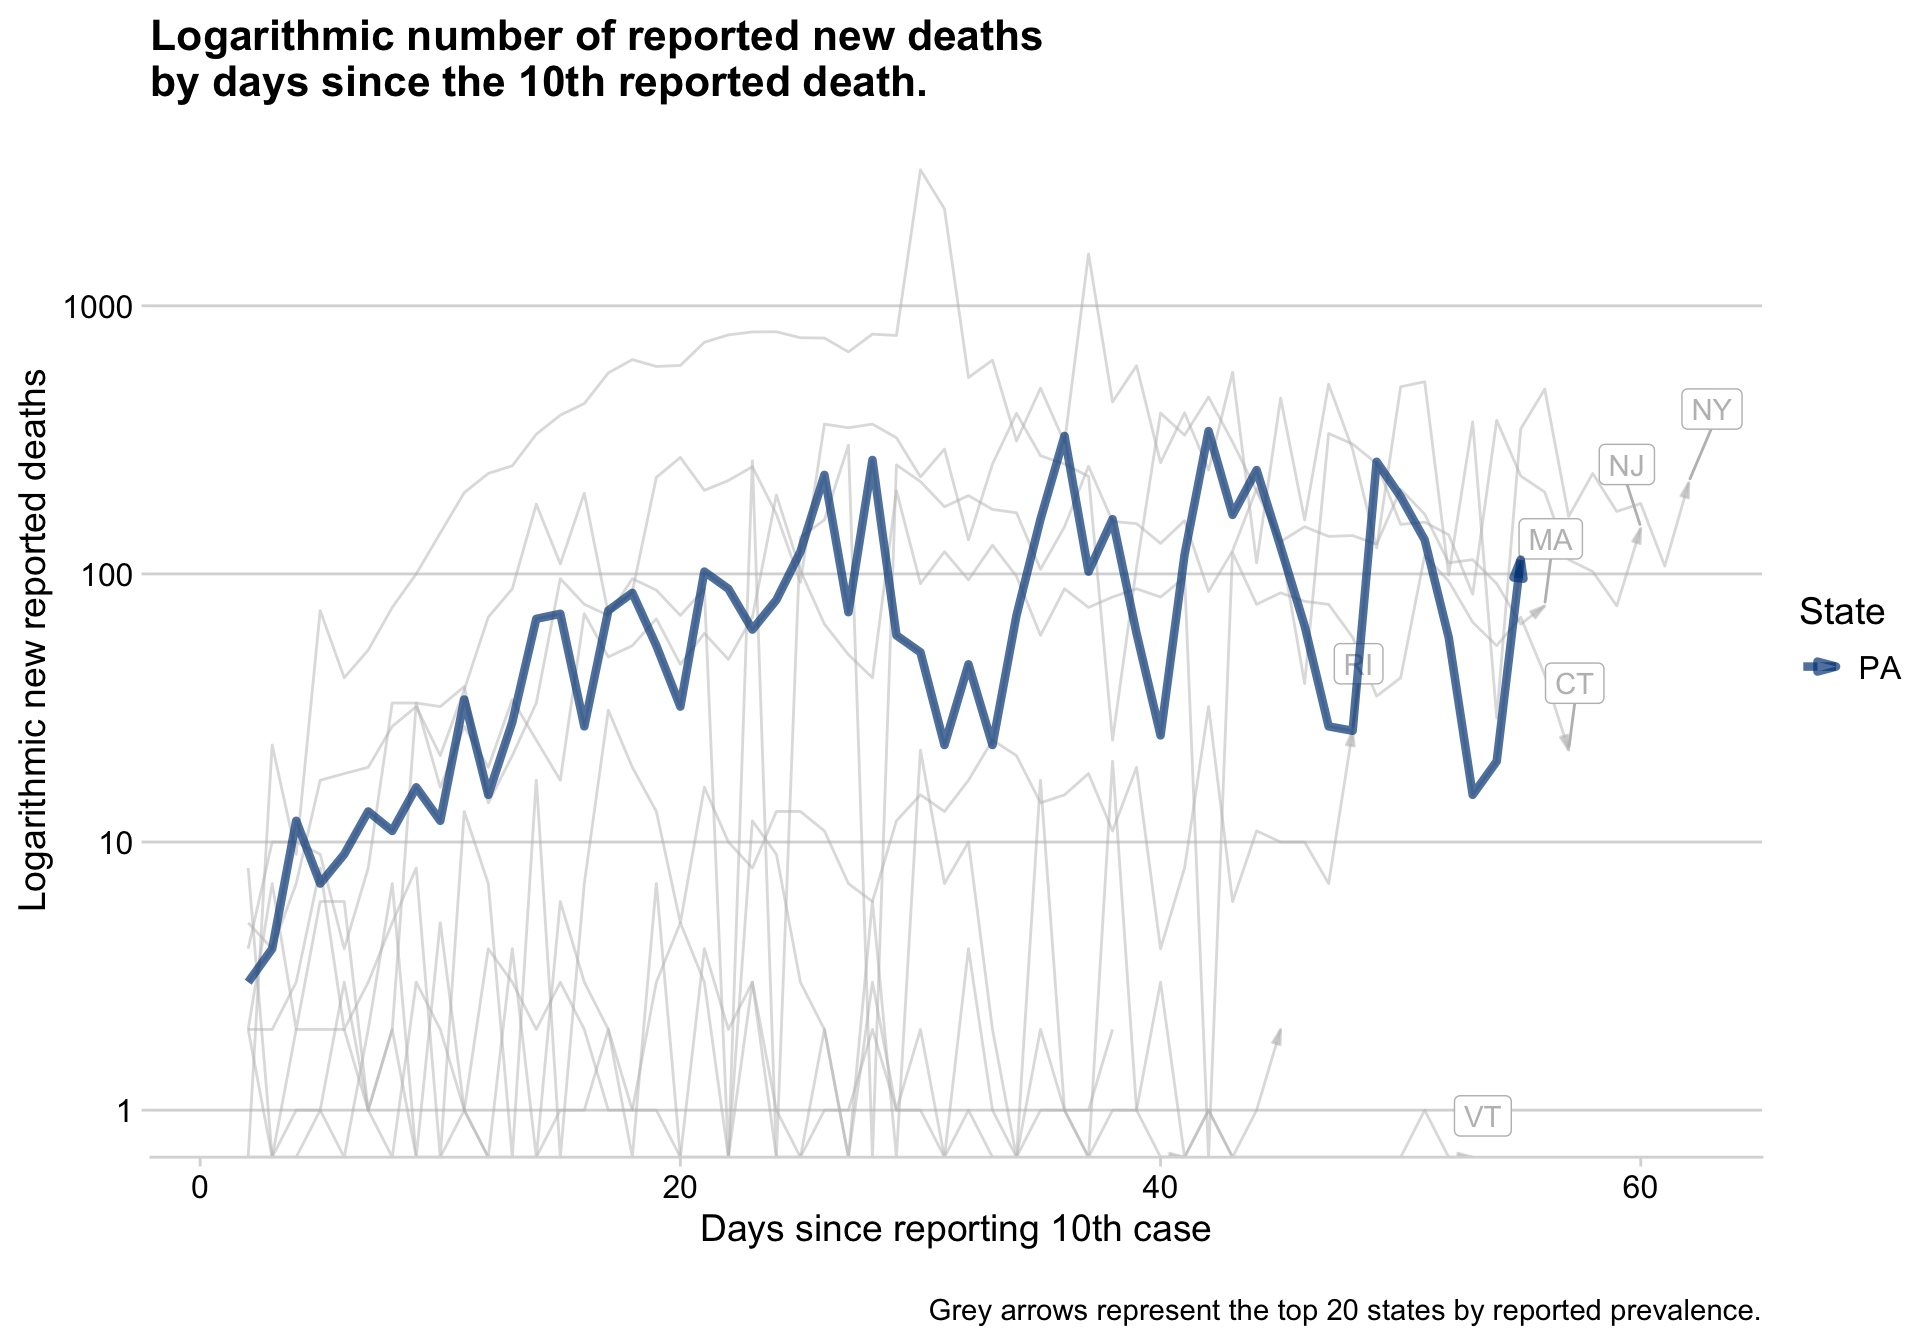 Logarithmic number of reported new deaths
by days since the 10th reported death.
Logarithmic new reported deaths
1000
100
10
1
NY
NJ
MA
RI
CT
VT
State
PA
0 20 40 60
Days since reporting 10th case
Grey arrows represent the top 20 states by reported prevalence.